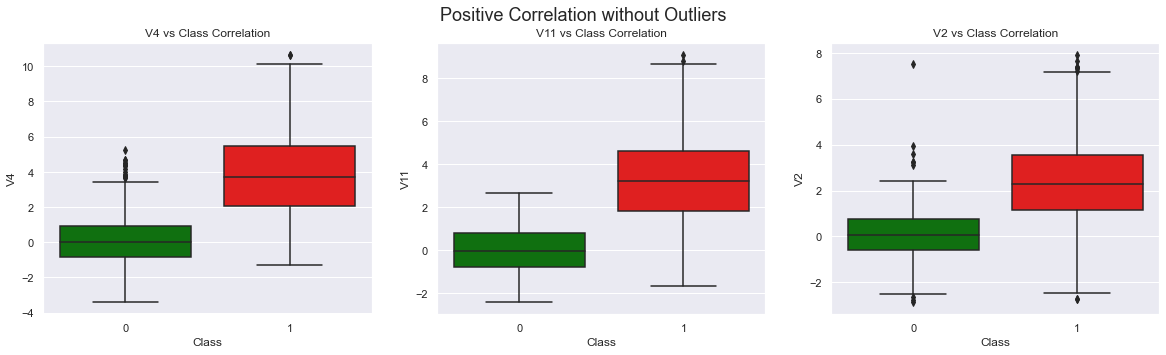 Positive Correlation without Outliers
V4 vs Class Correlation
V4
10
8
6
4
2
0
−2
−4
0 1
Class
V11 vs Class Correlation
V11
8
6
4
2
0
−2
0 1
Class
V2 vs Class Correlation
V2
8
6
4
2
0
−2
0 1
Class